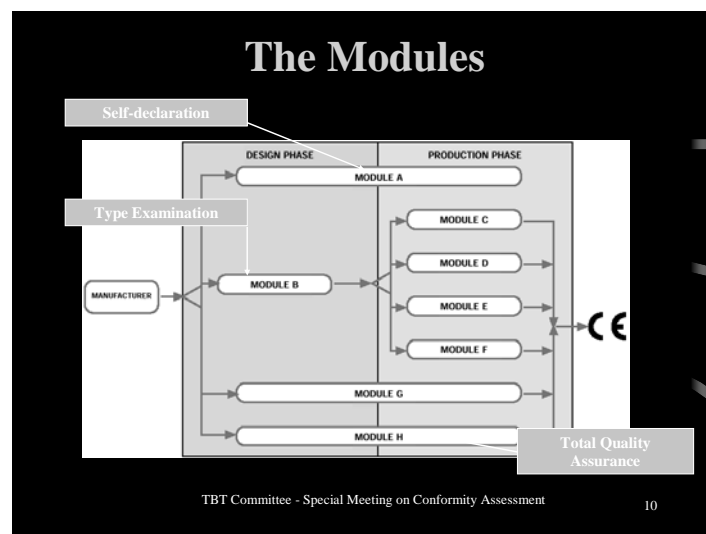 The Modules
Self-declaration
DESIGN PHASE
PRODUCTION PHASE
MODULE A
Type Examination
MODULE C
MODULE D
MODULE B
MANUFACTURER
MODULE E
CE
MODULE F
MODULE G
MODULE H
Total Quality
Assurance
TBT Committee - Special Meeting on Conformity Assessment
10